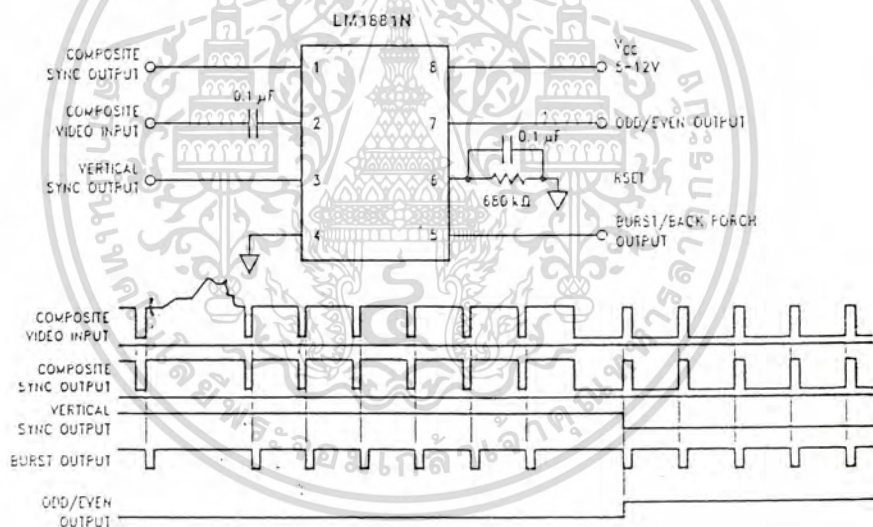 LM1881N
COMPOSITE
SYNC OUTPUT
1
8
VCC
5-12V
0.1 μF
COMPOSITE
VIDEO INPUT
2
7
ODD/EVEN OUTPUT
0.1 μF
VERTICAL
SYNC OUTPUT
3
6
RSET
680 kΩ
4
5
BURST/BACK PORCH
OUTPUT
COMPOSITE
VIDEO INPUT
COMPOSITE
SYNC OUTPUT
VERTICAL
SYNC OUTPUT
BURST OUTPUT
ODD/EVEN
OUTPUT